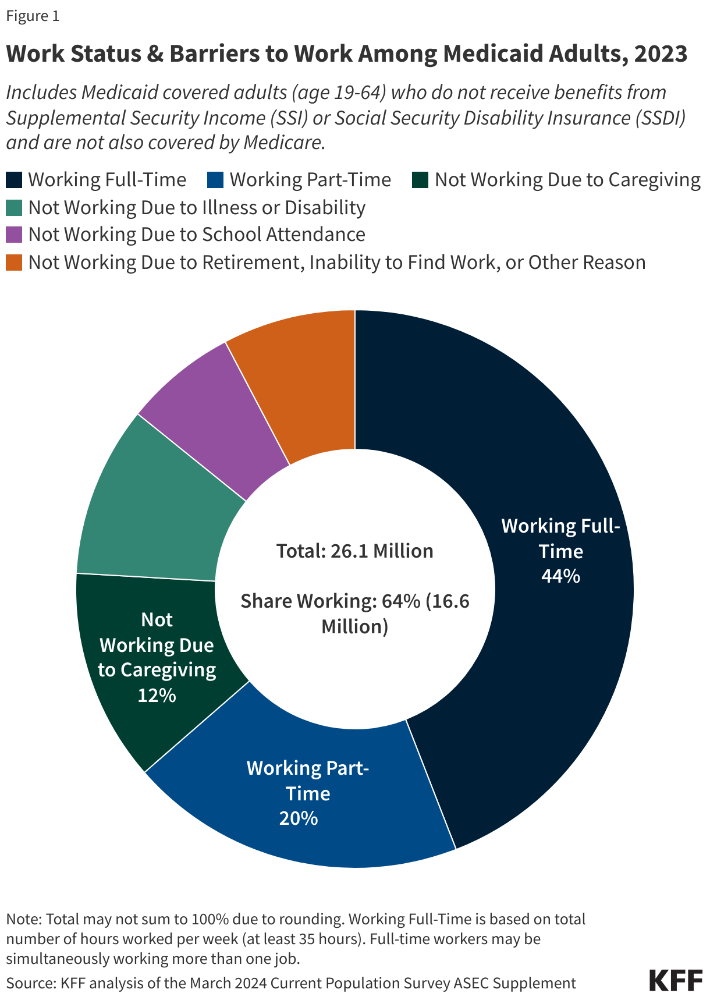 Figure 1
Work Status & Barriers to Work Among Medicaid Adults, 2023
Includes Medicaid covered adults (age 19-64) who do not receive benefits from
Supplemental Security Income (SSI) or Social Security Disability Insurance (SSDI)
and are not also covered by Medicare.
Working Full-Time Working Part-Time Not Working Due to Caregiving
Not Working Due to Illness or Disability
Not Working Due to School Attendance
Not Working Due to Retirement, Inability to Find Work, or Other Reason
Working Full-
Time
44%
Total: 26.1 Million
Share Working: 64% (16.6
Million)
Not
Working Due
to Caregiving
12%
Working Part-
Time
20%
Note: Total may not sum to 100% due to rounding. Working Full-Time is based on total
number of hours worked per week (at least 35 hours). Full-time workers may be
simultaneously working more than one job.
Source: KFF analysis of the March 2024 Current Population Survey ASEC Supplement
KFF